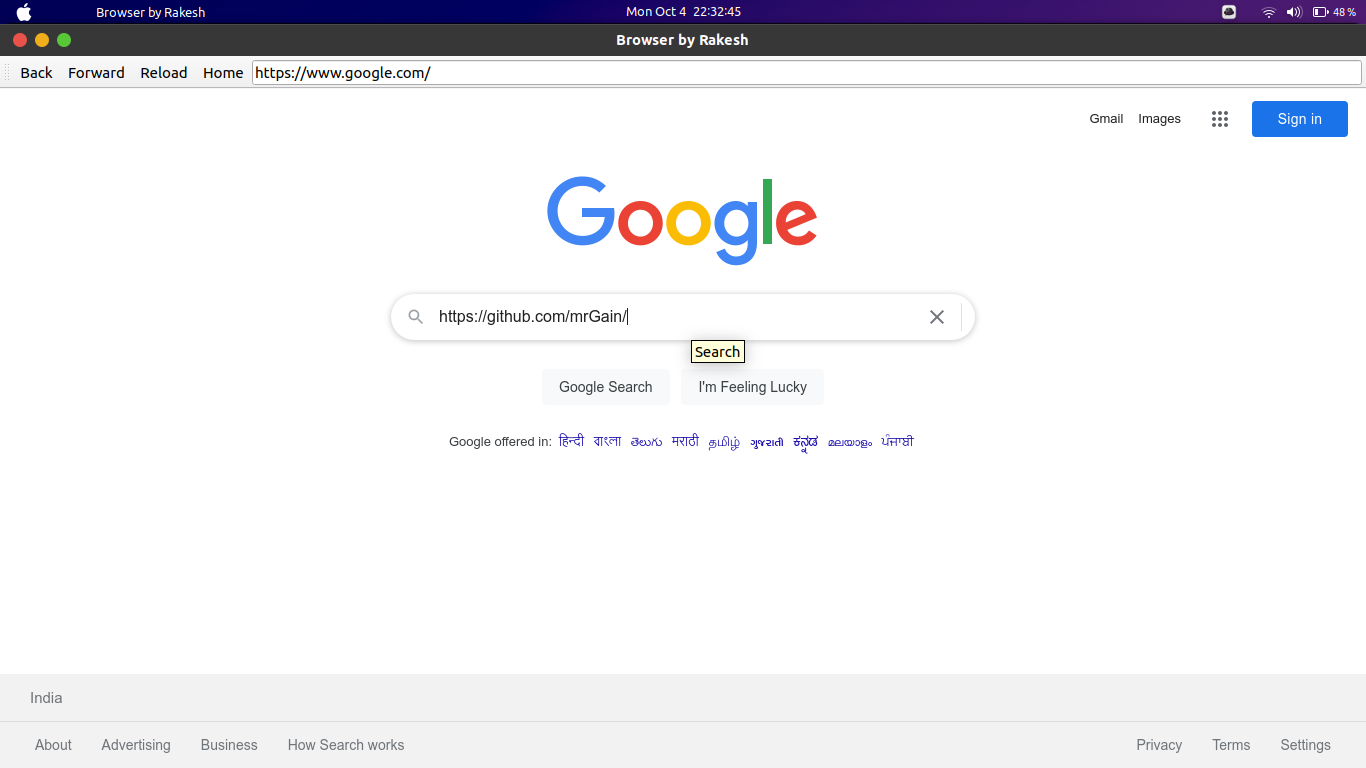 Browser by Rakesh Mon Oct 4 22:32:45 48 %
Browser by Rakesh
Back Forward Reload Home https://www.google.com/
Gmail Images Sign in
Google
https://github.com/mrGain/
Search
Google Search I'm Feeling Lucky
Google offered in: हिन्दी বাংলা తెలుగు मराठी தமிழ் ગુજરાતી ಕನ್ನಡ മലയാളം ਪੰਜਾਬੀ
India
About Advertising Business How Search works Privacy Terms Settings